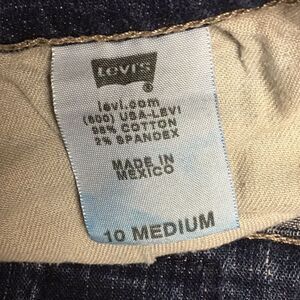 Levi's
®
levi.com
(800) USA-LEVI
98% COTTON
2% SPANDEX
MADE IN
MEXICO
10 MEDIUM